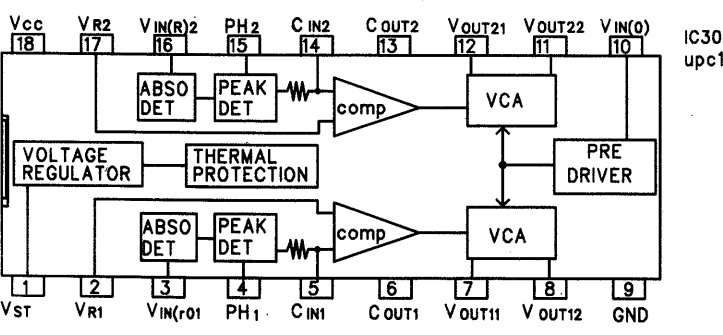 VCC VR2 VIN(R)2 PH2 CIN2 COUT2 VOUT21 VOUT22 VIN(0)
18 17 16 15 14 13 12 11 10
IC30
upc1
ABSO
DET
PEAK
DET
comp
VCA
VOLTAGE
REGULATOR
THERMAL
PROTECTION
PRE
DRIVER
ABSO
DET
PEAK
DET
comp
VCA
1 2 3 4 5 6 7 8 9
VST VR1 VIN(r01 PH1 CIN1 COUT1 VOUT11 VOUT12 GND